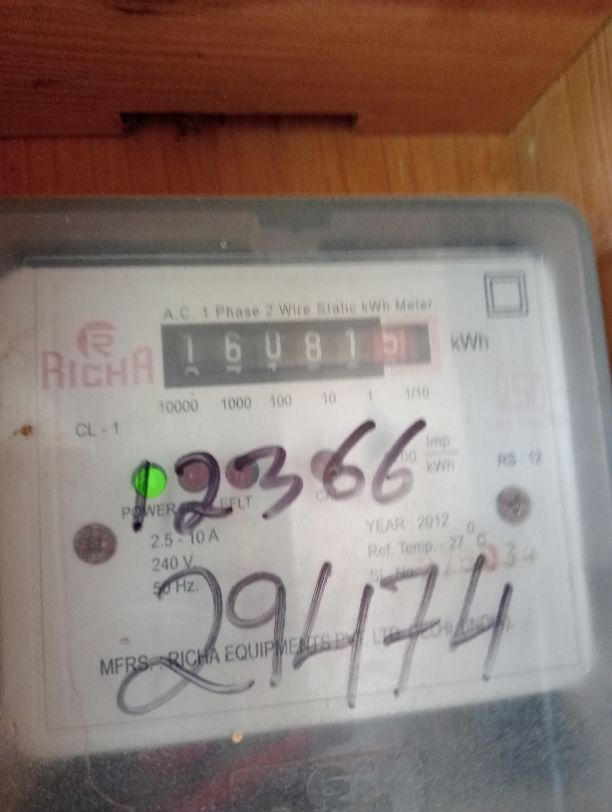 A.C. 1 Phase 2 Wire Static kWh Meter
R
RICHA
16081 5 kWh
10000 1000 100 10 1 1/10
CL - 1
Imp
kWh
RS : 12
12366
POWER
YEAR : 2012
2.5 - 10 A
Ref. Temp. - 27°C
240 V
50 Hz.
29474
MFRS. : RICHA EQUIPMENTS PVT. LTD.